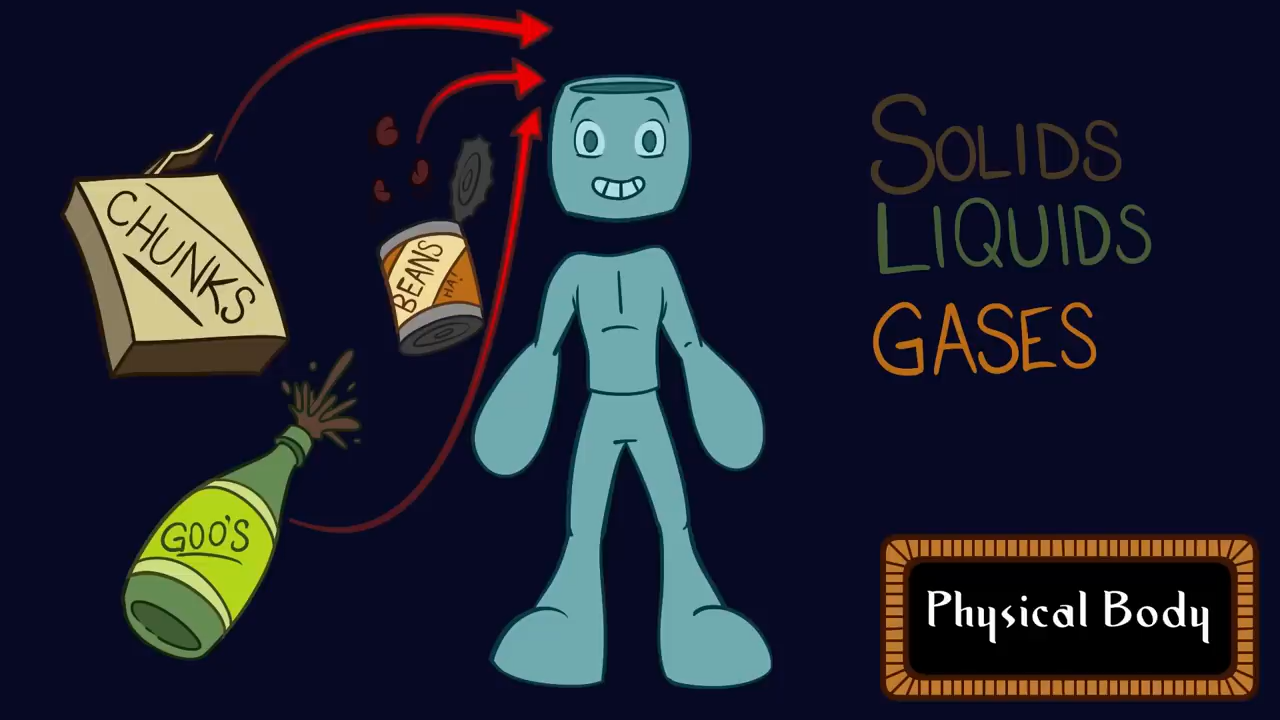 CHUNKS
BEANS
HA!
GOO'S
SOLIDS
LIQUIDS
GASES
Physical Body